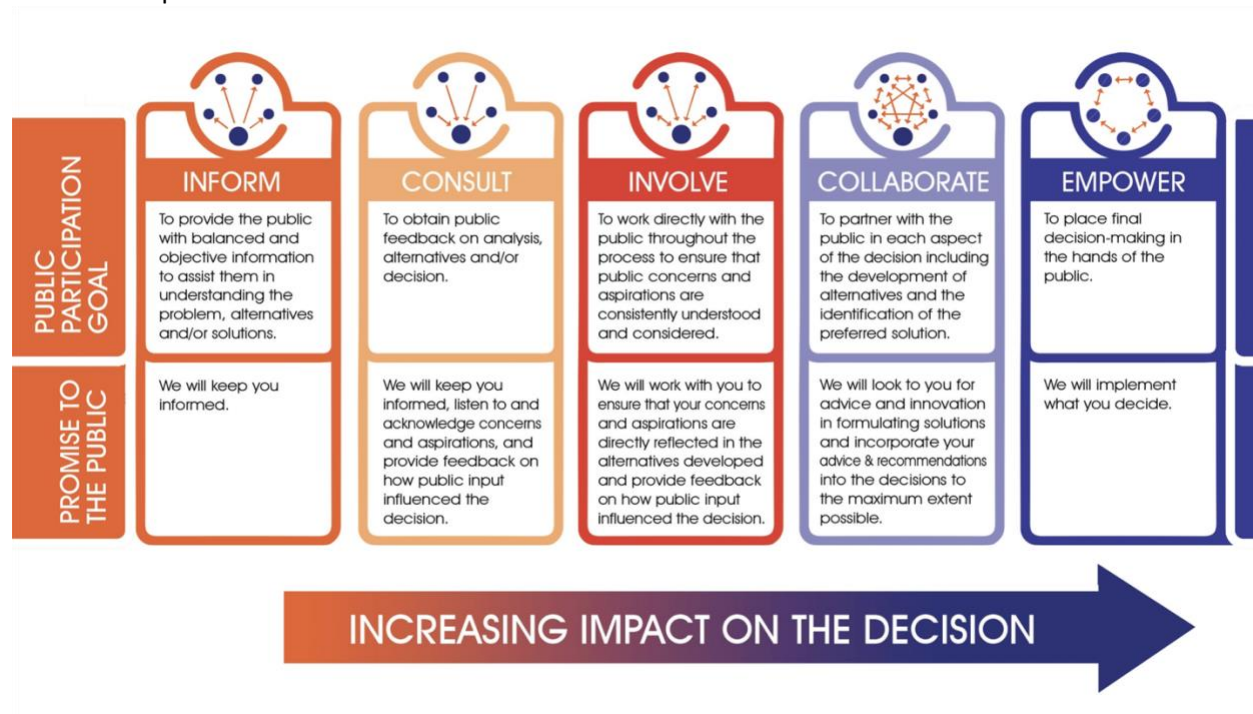 INFORM
CONSULT
INVOLVE
COLLABORATE
EMPOWER
PUBLIC
PARTICIPATION
GOAL
To provide the public
with balanced and
objective information
to assist them in
understanding the
problem, alternatives
and/or solutions.
To obtain public
feedback on analysis,
alternatives and/or
decision.
To work directly with the
public throughout the
process to ensure that
public concerns and
aspirations are
consistently understood
and considered.
To partner with the
public in each aspect
of the decision including
the development of
alternatives and the
identification of the
preferred solution.
To place final
decision-making in
the hands of the
public.
PROMISE TO
THE PUBLIC
We will keep you
informed.
We will keep you
informed, listen to and
acknowledge concerns
and aspirations, and
provide feedback on
how public input
influenced the
decision.
We will work with you to
ensure that your concerns
and aspirations are
directly reflected in the
alternatives developed
and provide feedback
on how public input
influenced the decision.
We will look to you for
advice and innovation
in formulating solutions
and incorporate your
advice & recommendations
into the decisions to
the maximum extent
possible.
We will implement
what you decide.
INCREASING IMPACT ON THE DECISION